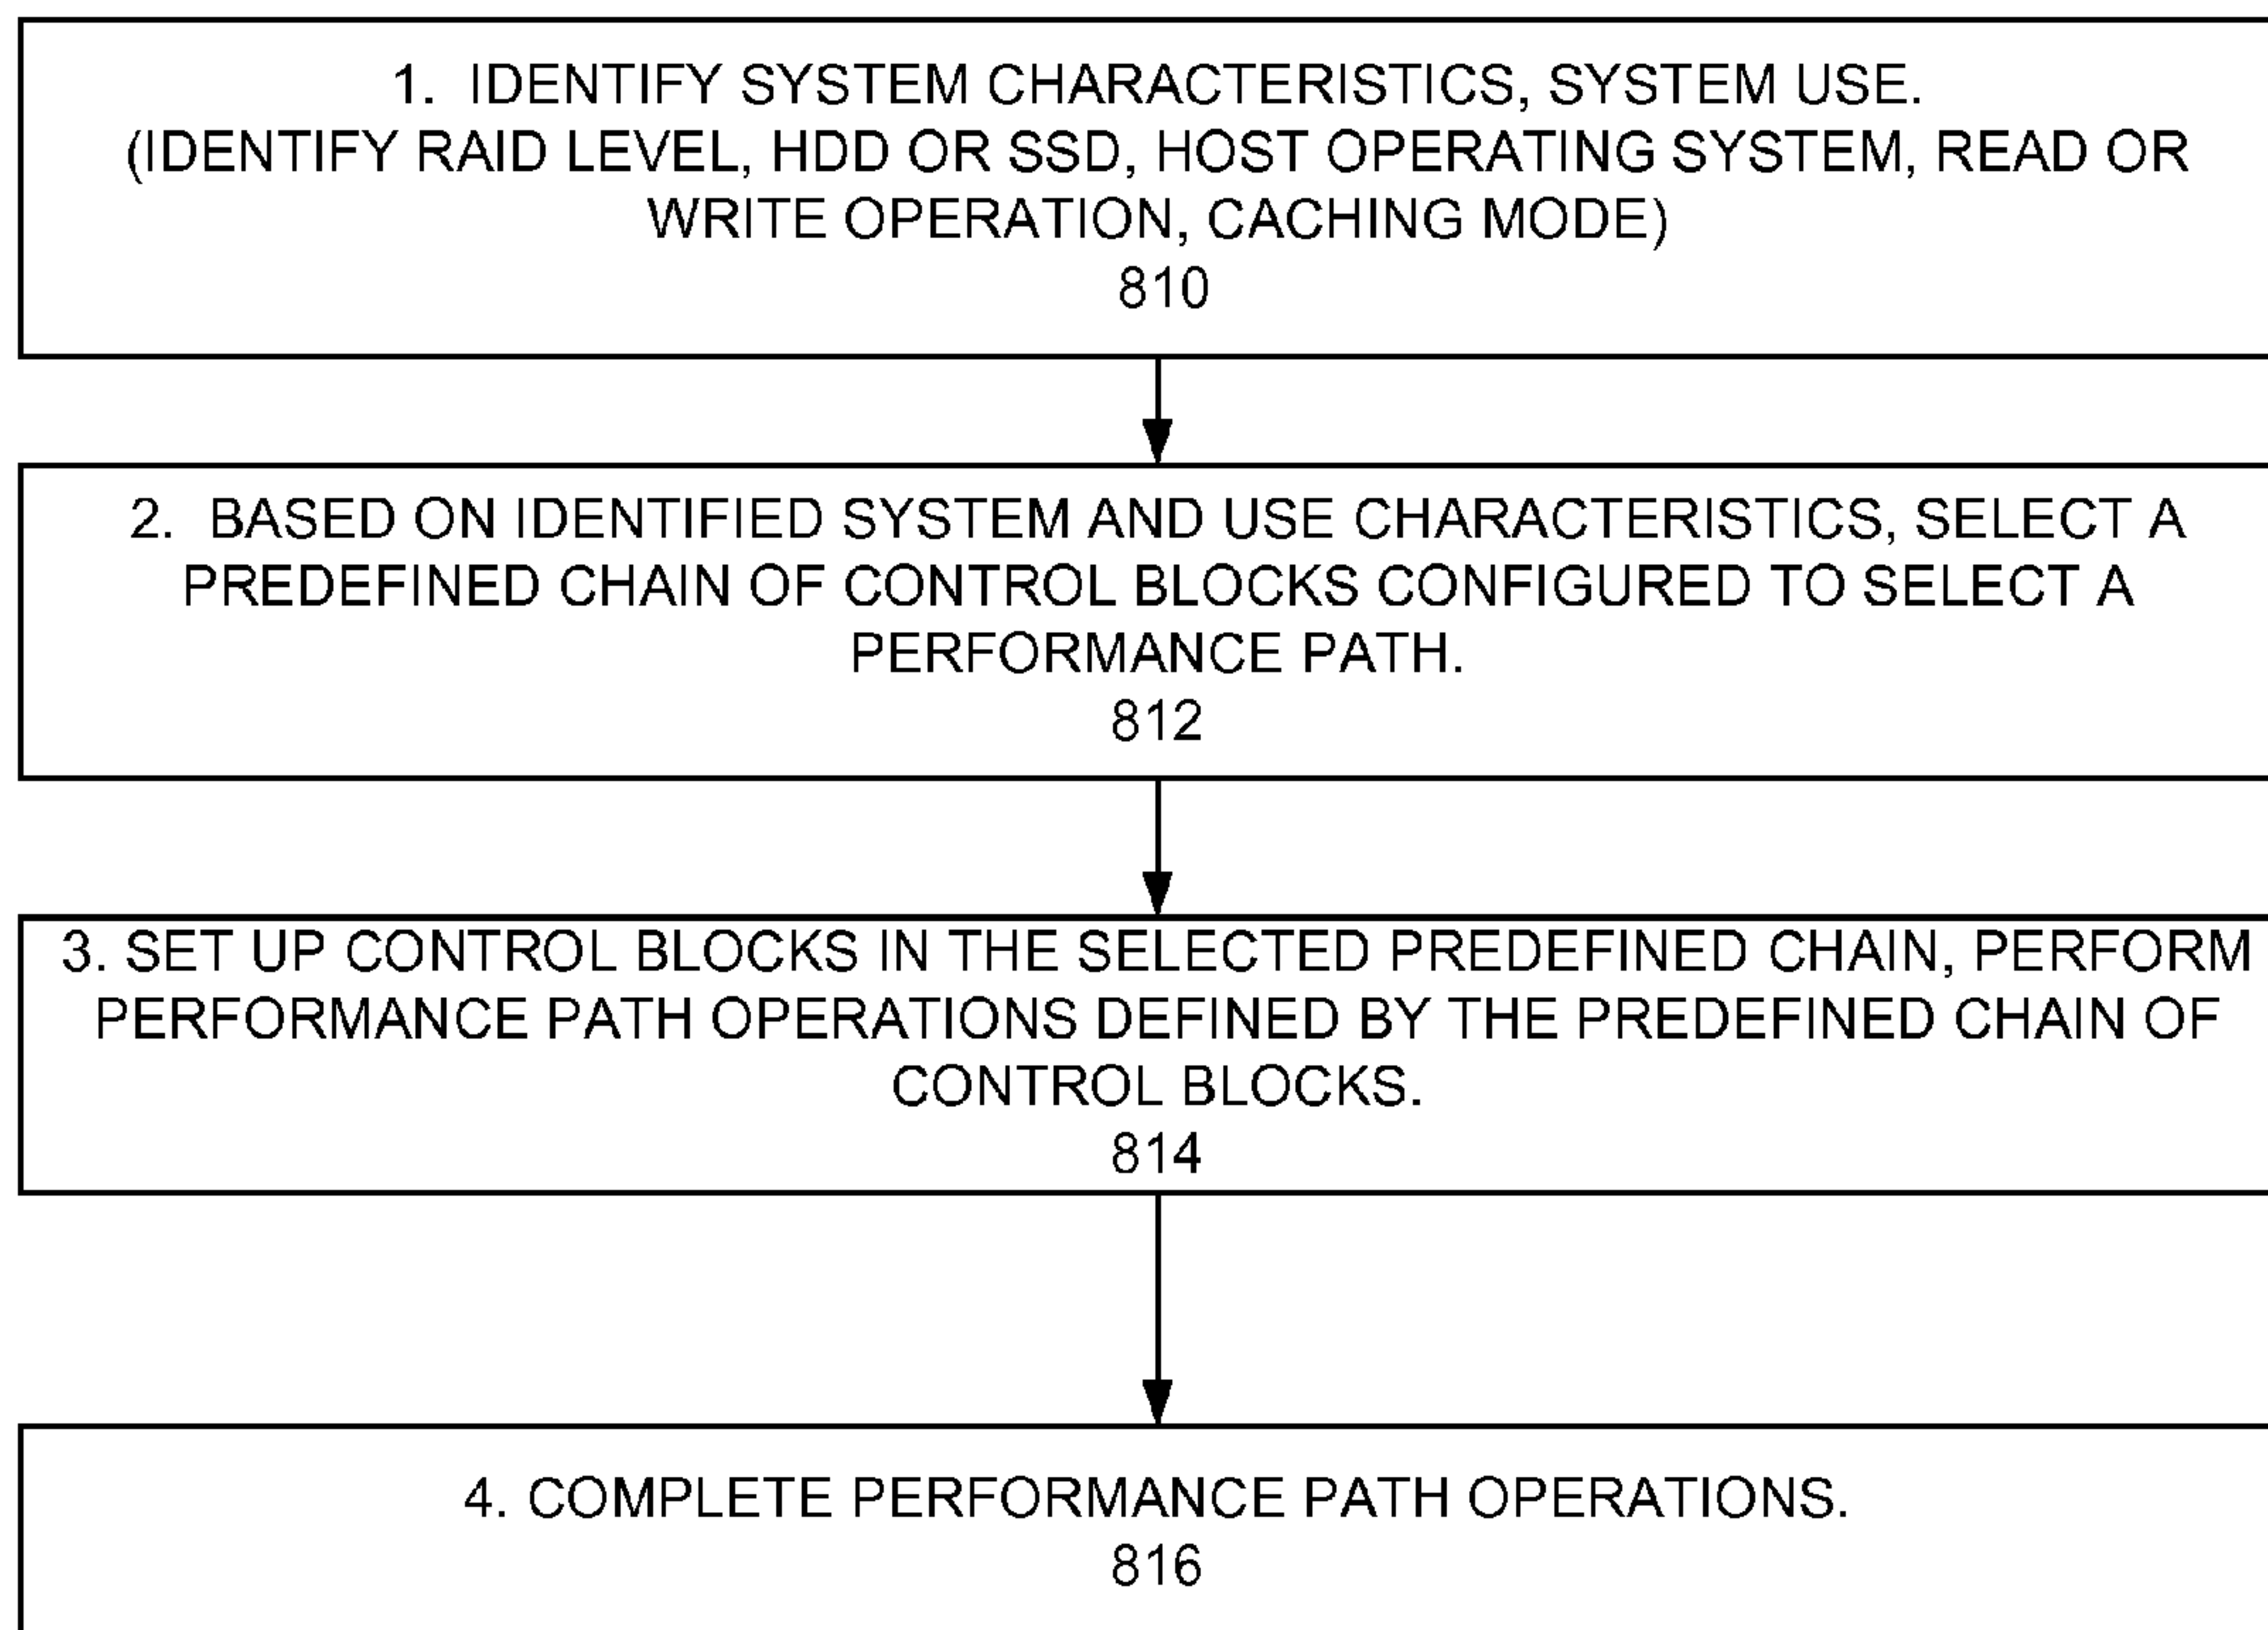 1. IDENTIFY SYSTEM CHARACTERISTICS, SYSTEM USE.
(IDENTIFY RAID LEVEL, HDD OR SSD, HOST OPERATING SYSTEM, READ OR
WRITE OPERATION, CACHING MODE)
810
2. BASED ON IDENTIFIED SYSTEM AND USE CHARACTERISTICS, SELECT A
PREDEFINED CHAIN OF CONTROL BLOCKS CONFIGURED TO SELECT A
PERFORMANCE PATH.
812
3. SET UP CONTROL BLOCKS IN THE SELECTED PREDEFINED CHAIN, PERFORM
PERFORMANCE PATH OPERATIONS DEFINED BY THE PREDEFINED CHAIN OF
CONTROL BLOCKS.
814
4. COMPLETE PERFORMANCE PATH OPERATIONS.
816